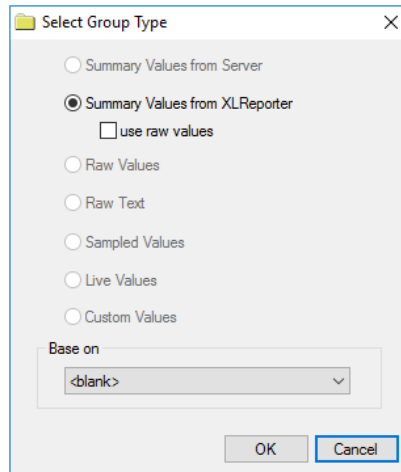 Select Group Type
Summary Values from Server
Summary Values from XLReporter
use raw values
Raw Values
Raw Text
Sampled Values
Live Values
Custom Values
Base on
<blank>
OK Cancel